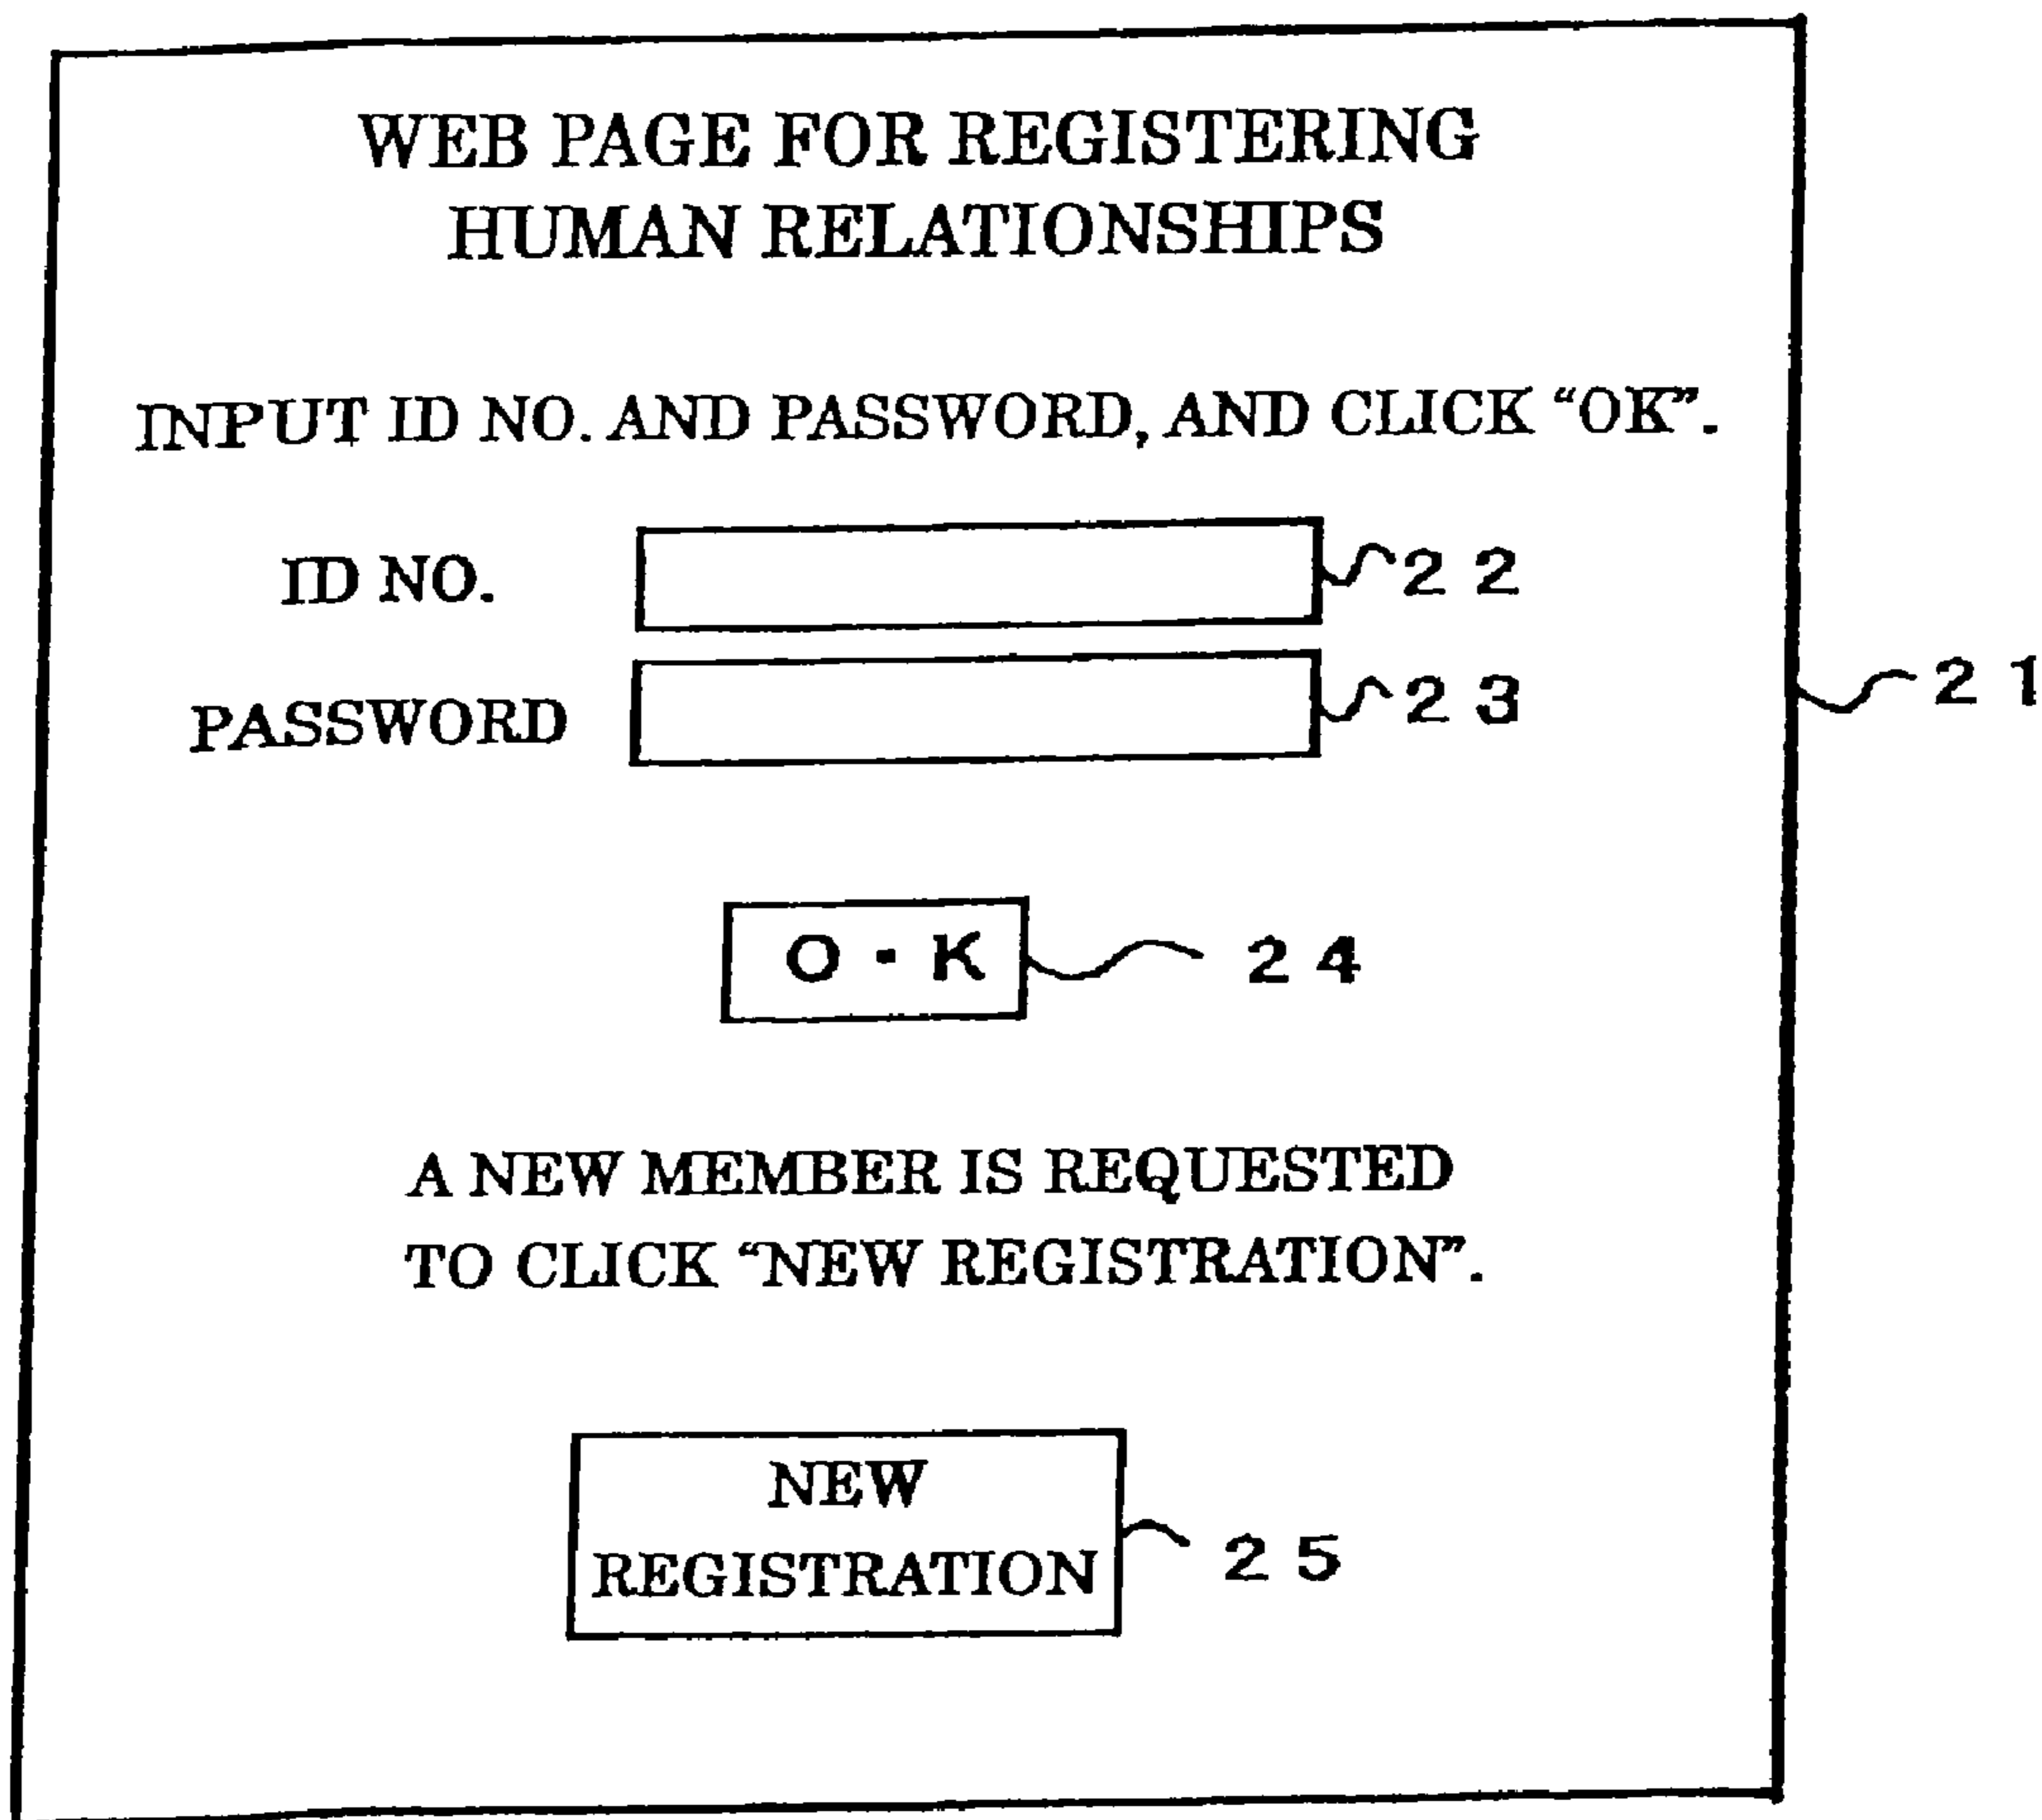 WEB PAGE FOR REGISTERING
HUMAN RELATIONSHIPS
INPUT ID NO. AND PASSWORD, AND CLICK “OK”.
ID NO. 22
PASSWORD 23
21
O・K 24
A NEW MEMBER IS REQUESTED
TO CLICK “NEW REGISTRATION”.
NEW
REGISTRATION
25